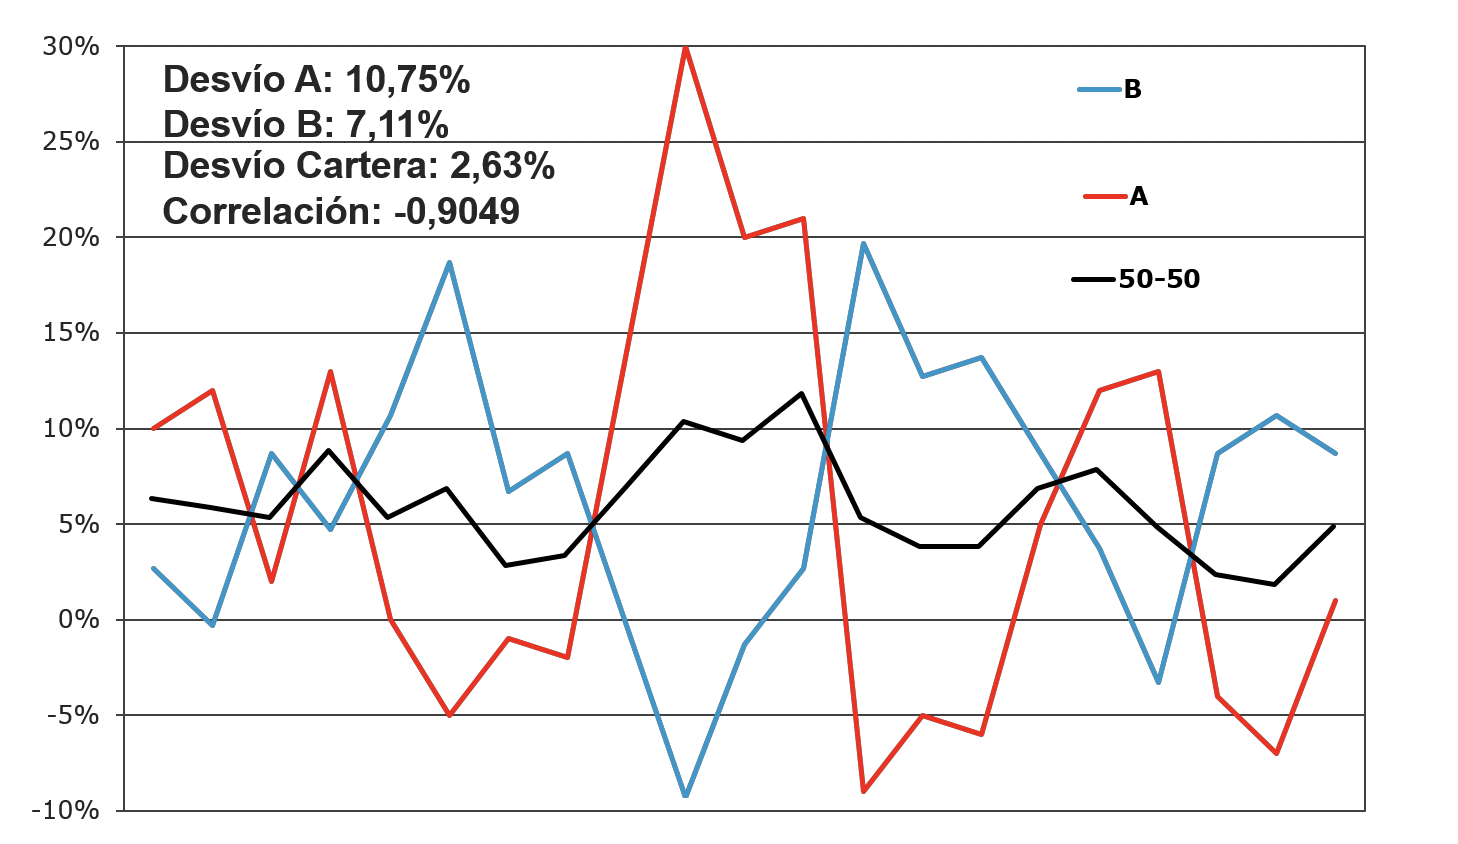 30%
Desvío A: 10,75%
B
Desvío B: 7,11%
25%
Desvío Cartera: 2,63%
A
Correlación: -0,9049
20%
50-50
15%
10%
5%
0%
-5%
-10%